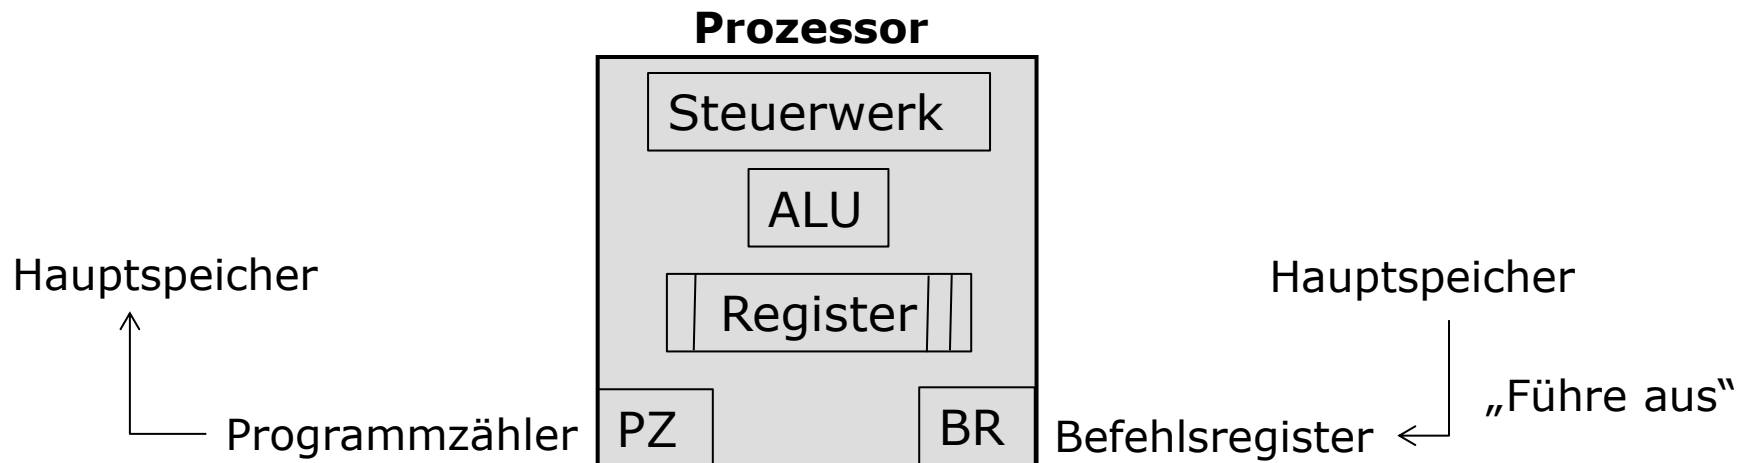 Prozessor
Steuerwerk
ALU
Hauptspeicher
Register
Hauptspeicher
„Führe aus“
Programmzähler
PZ
BR
Befehlsregister